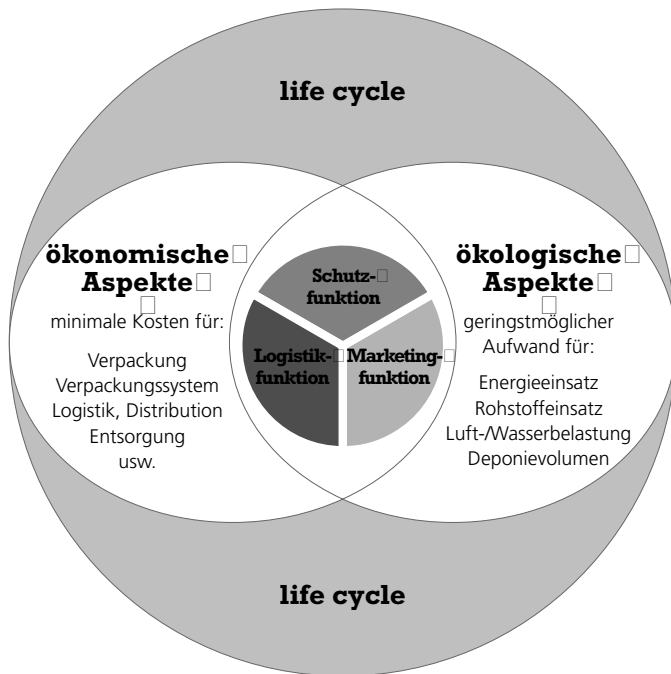 life cycle
ökonomische
Aspekte
minimale Kosten für:
Verpackung
Verpackungssystem
Logistik, Distribution
Entsorgung
usw.
Schutz-
funktion
Logistik-
funktion
Marketing-
funktion
ökologische
Aspekte
geringstmöglicher
Aufwand für:
Energieeinsatz
Rohstoffeinsatz
Luft-/Wasserbelastung
Deponievolumen
life cycle